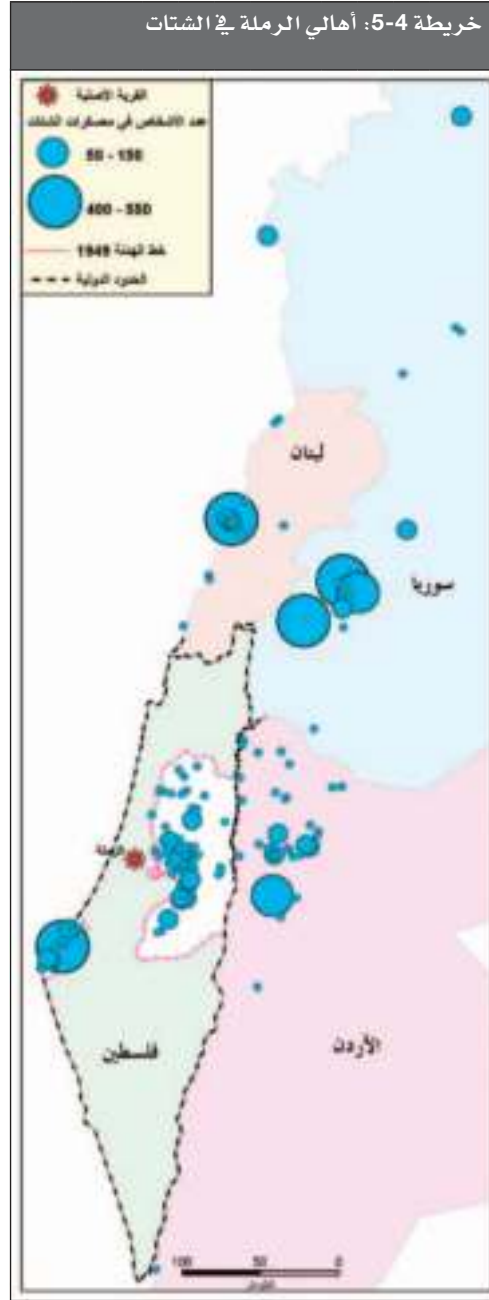 خريطة 4-5: أهالي الرملة في الشتات
القرية الأصلية
عدد الأشخاص في معسكرات الشتات
50 - 150
400 - 550
خط الهدنة 1949
الحدود الدولية
لبنان
سوريا
الرملة
فلسطين
الأردن
100 50 0